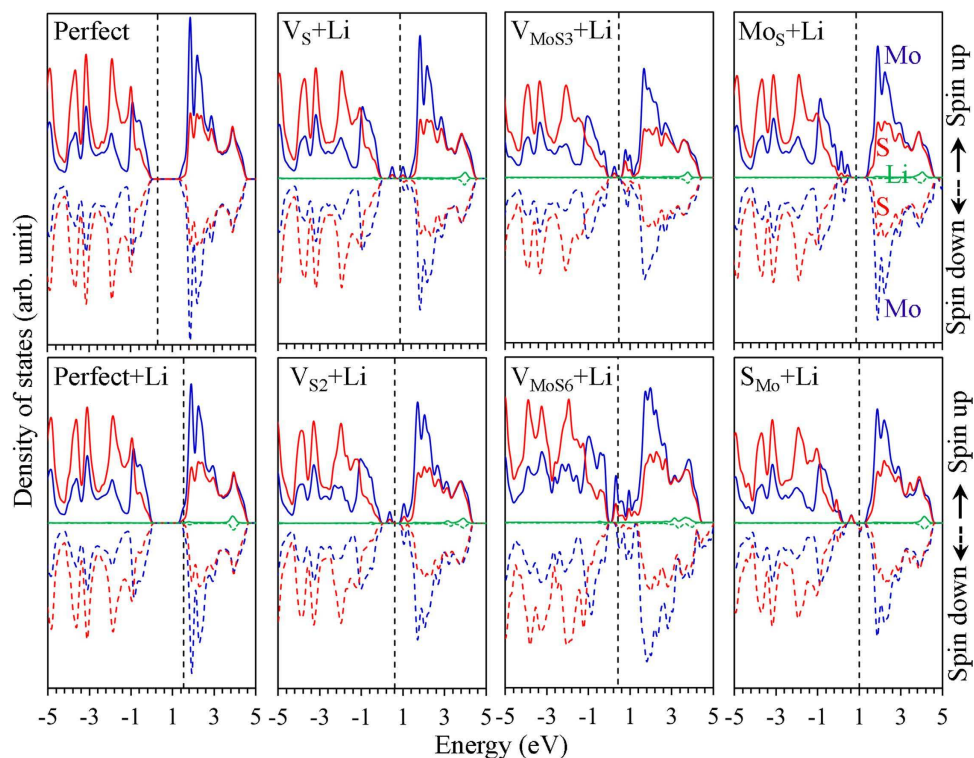 Perfect
V_S+Li
V_MoS3+Li
Mo_S+Li
Mo
S
Li
S
Mo
Spin down ← → Spin up
Perfect+Li
V_S2+Li
V_MoS6+Li
S_Mo+Li
Spin down ← → Spin up
Density of states (arb. unit)
-5 -3 -1 1 3 5 -5 -3 -1 1 3 5 -5 -3 -1 1 3 5 -5 -3 -1 1 3 5
Energy (eV)